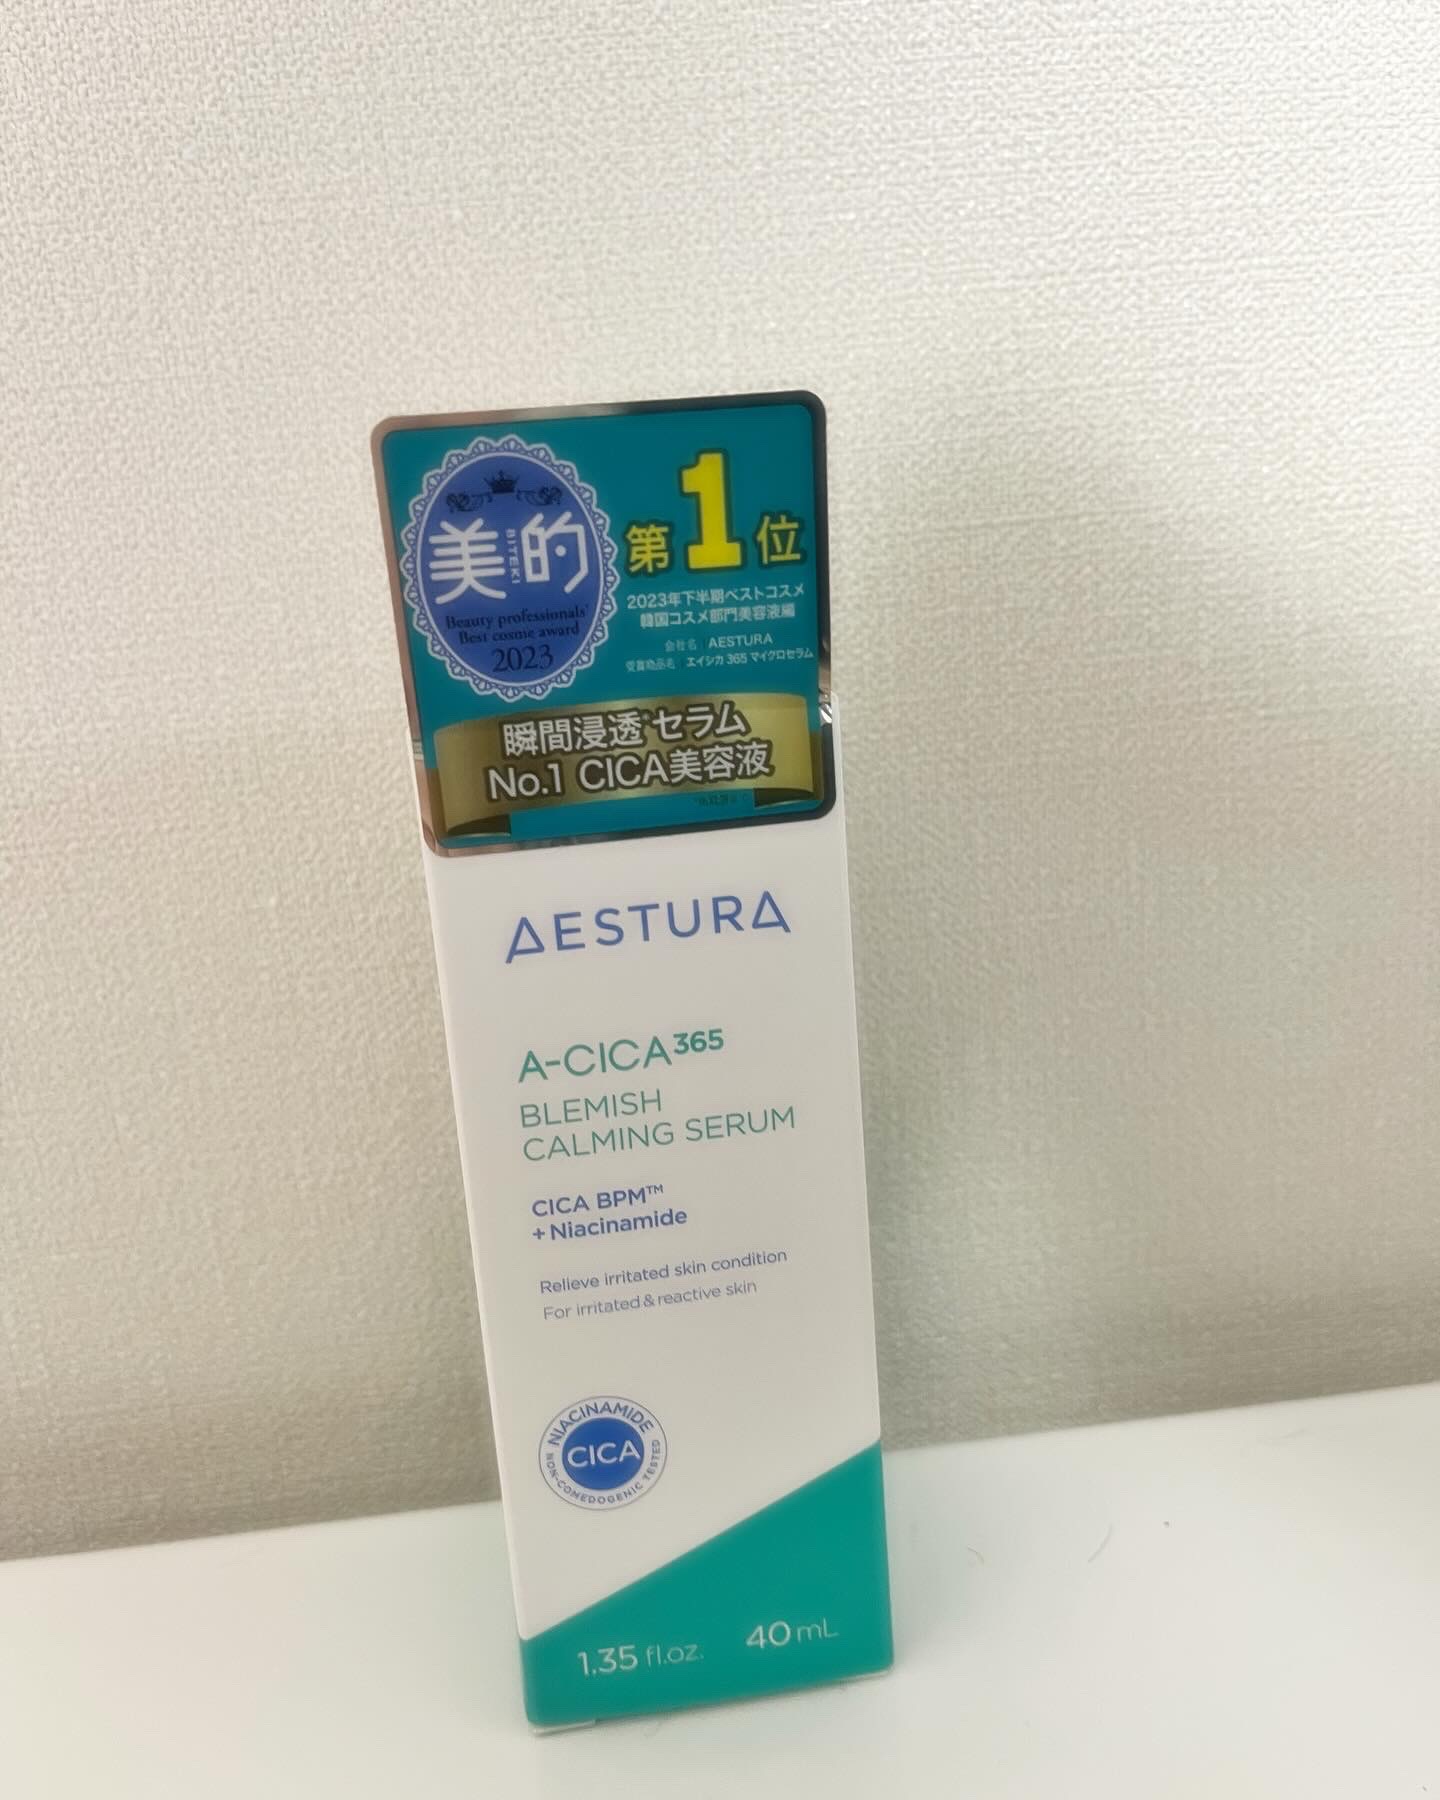 美的
BITEKI
Beauty professionals'
Best cosme award
2023
第1位
2023年下半期ベストコスメ
韓国コスメ部門美容液編
会社名 AESTURA
受賞商品名 エイシカ365 マイクロセラム
瞬間浸透*セラム
No.1 CICA美容液
AESTURA
A-CICA365
BLEMISH
CALMING SERUM
CICA BPM™
+ Niacinamide
Relieve irritated skin condition
For irritated & reactive skin
NIACINAMIDE
CICA
NON-COMEDOGENIC TESTED
1.35 fl.oz. 40 mL